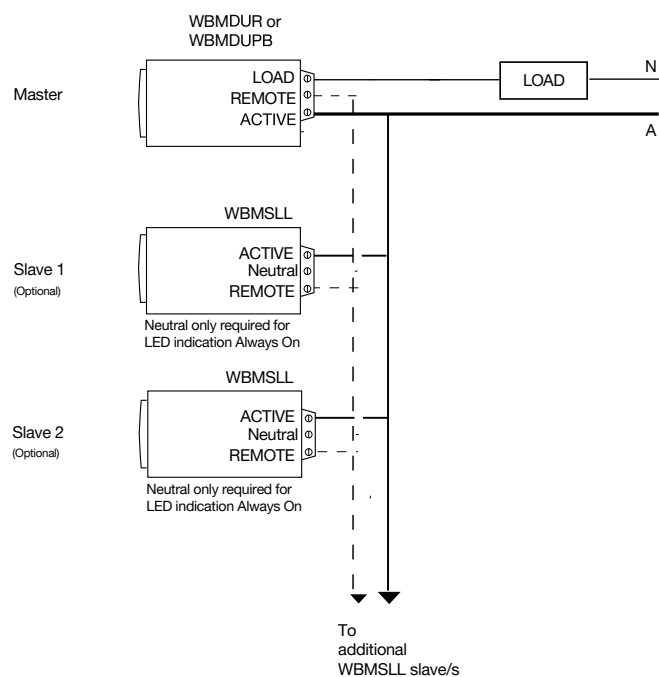 WBMDUR or
WBMDUPB
Master
LOAD
REMOTE
ACTIVE
LOAD
N
A
WBMSLL
Slave 1
(Optional)
ACTIVE
Neutral
REMOTE
Neutral only required for
LED indication Always On
WBMSLL
Slave 2
(Optional)
ACTIVE
Neutral
REMOTE
Neutral only required for
LED indication Always On
To
additional
WBMSLL slave/s